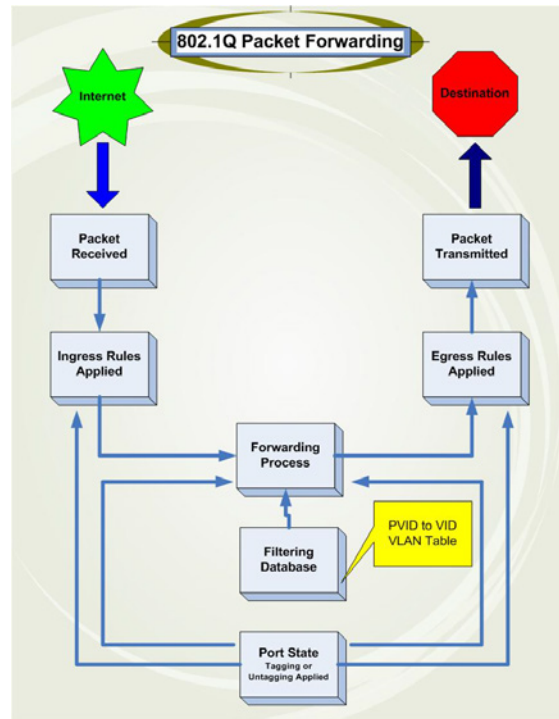 802.1Q Packet Forwarding
Internet
Destination
Packet
Received
Packet
Transmitted
Ingress Rules
Applied
Egress Rules
Applied
Forwarding
Process
Filtering
Database
PVID to VID
VLAN Table
Port State
Tagging or
Untagging Applied